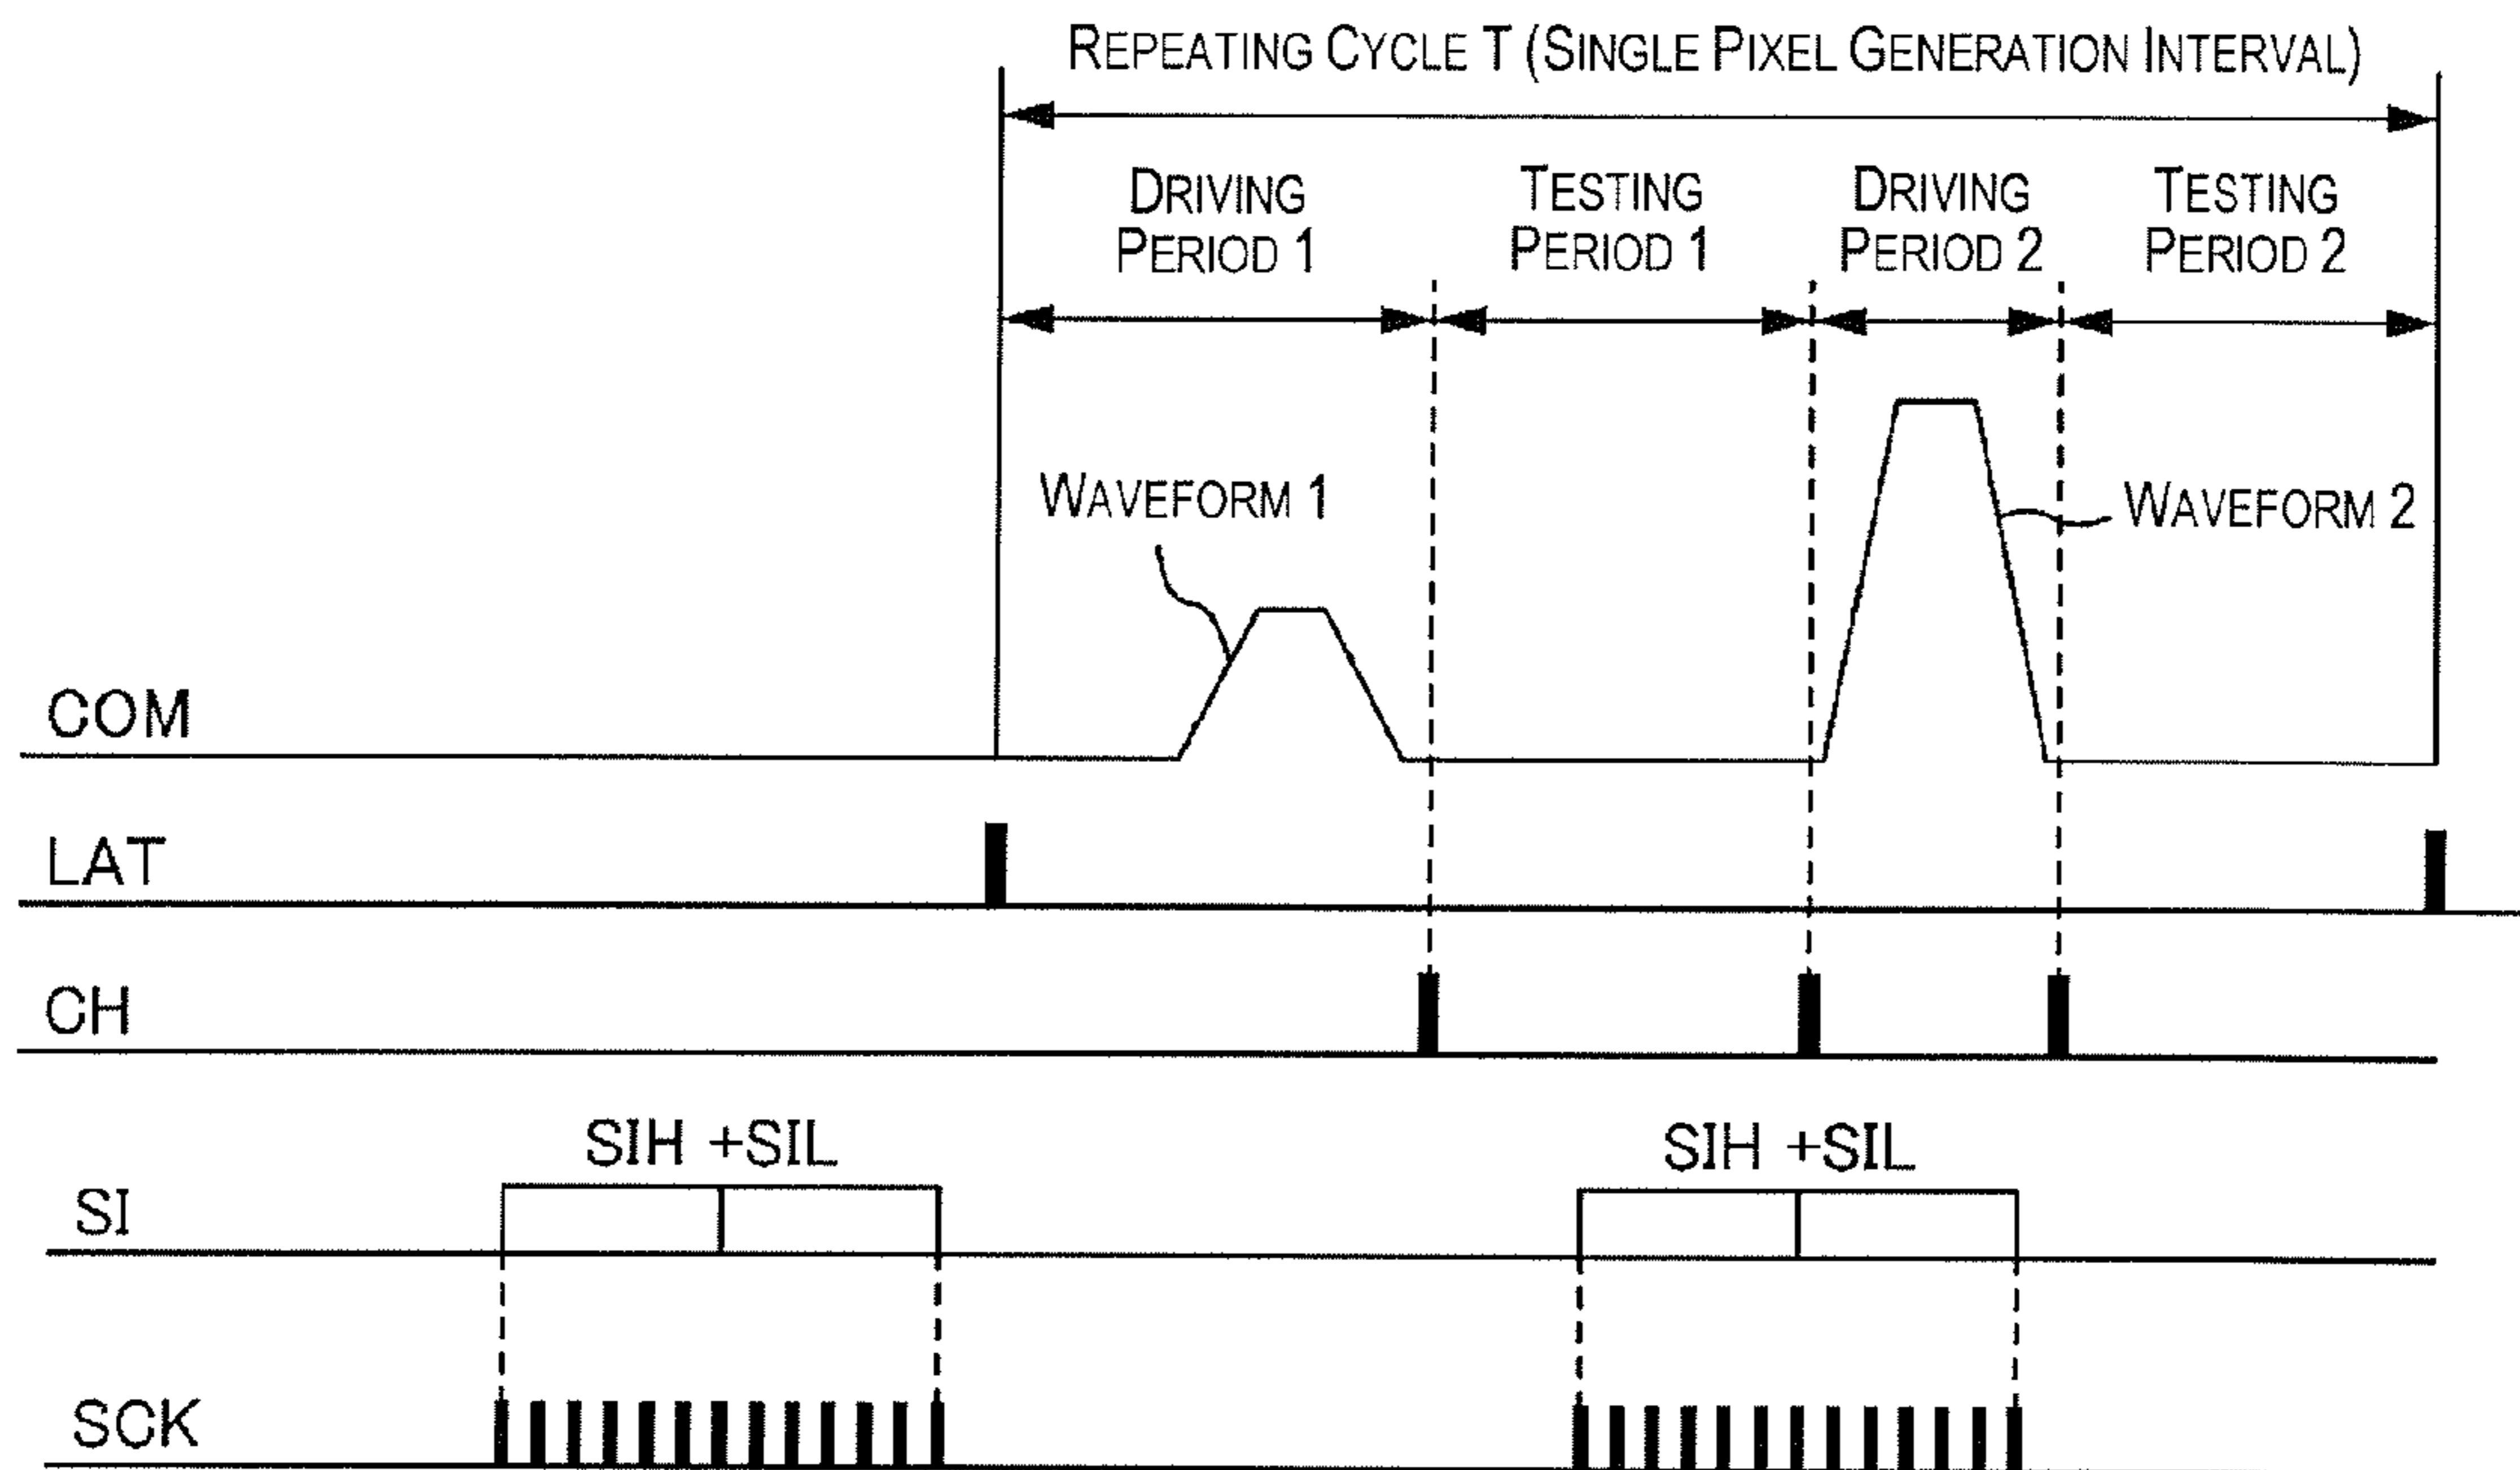 REPEATING CYCLE T (SINGLE PIXEL GENERATION INTERVAL)
DRIVING
PERIOD 1
TESTING
PERIOD 1
DRIVING
PERIOD 2
TESTING
PERIOD 2
WAVEFORM 1
WAVEFORM 2
COM
LAT
CH
SIH +SIL
SIH +SIL
SI
SCK